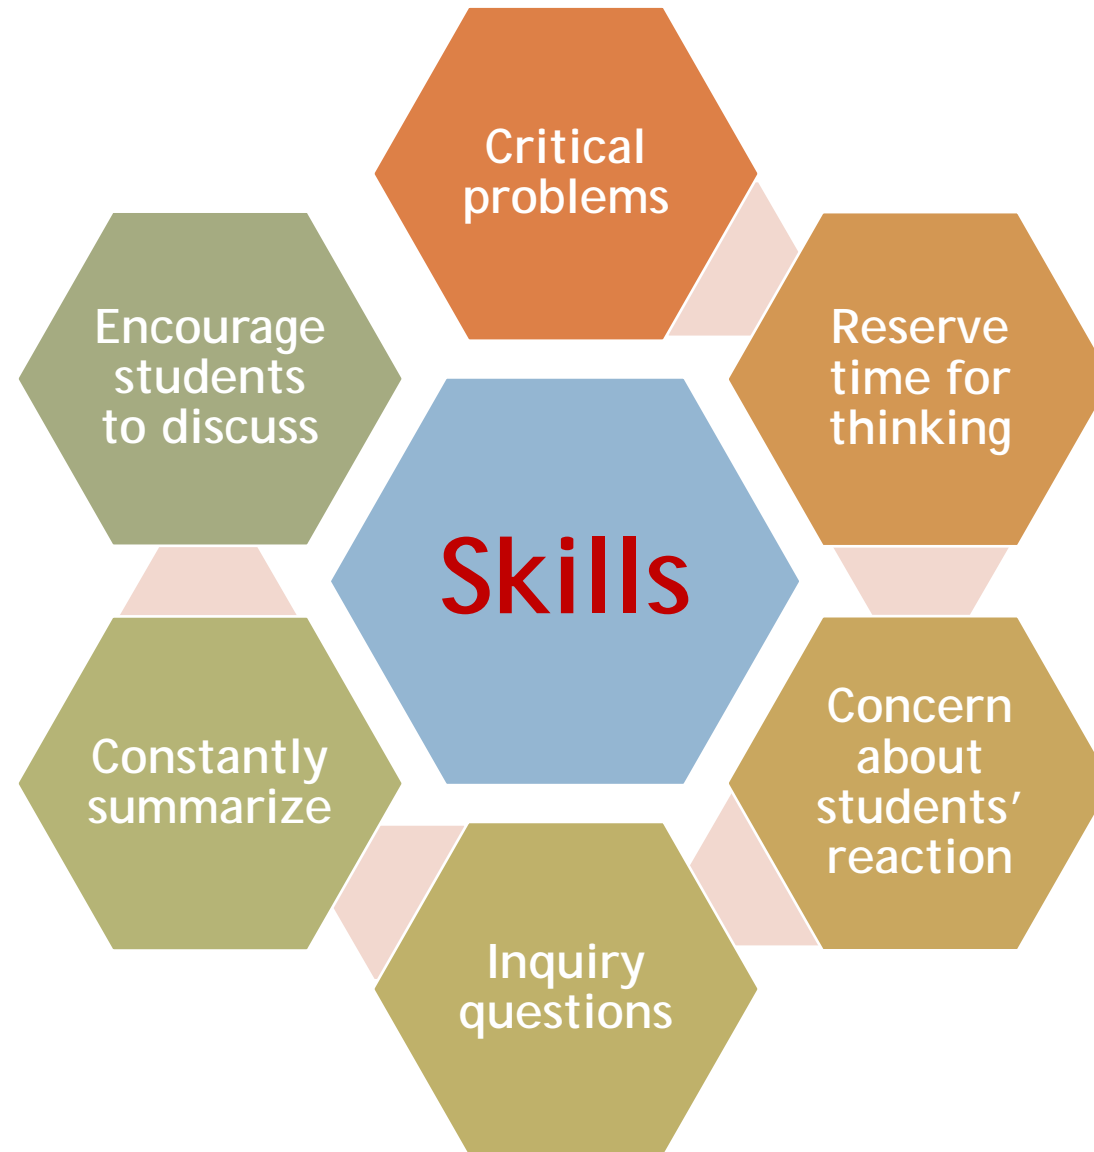 Critical
problems
Reserve
time for
thinking
Concern
about
students’
reaction
Inquiry
questions
Constantly
summarize
Encourage
students
to discuss
Skills